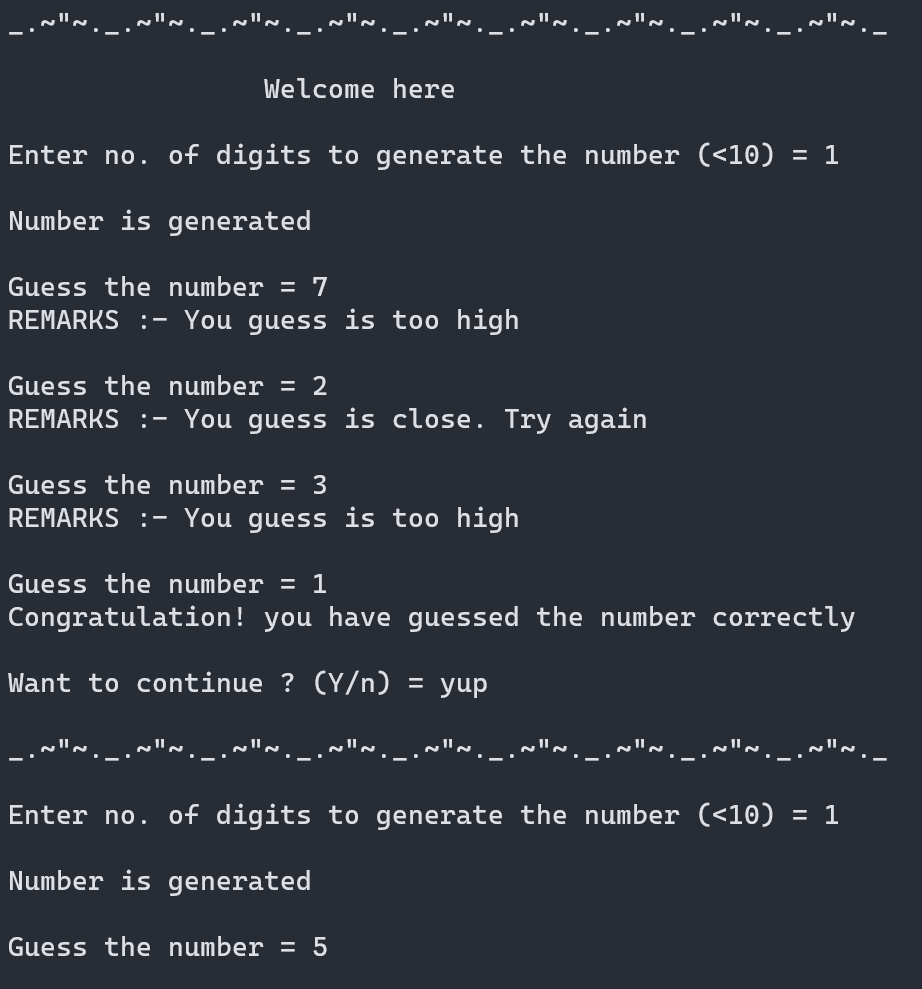 _.~"~._.~"~._.~"~._.~"~._.~"~._.~"~._.~"~._.~"~._.~"~._
Welcome here
Enter no. of digits to generate the number (<10) = 1
Number is generated
Guess the number = 7
REMARKS :- You guess is too high
Guess the number = 2
REMARKS :- You guess is close. Try again
Guess the number = 3
REMARKS :- You guess is too high
Guess the number = 1
Congratulation! you have guessed the number correctly
Want to continue ? (Y/n) = yup
_.~"~._.~"~._.~"~._.~"~._.~"~._.~"~._.~"~._.~"~._.~"~._
Enter no. of digits to generate the number (<10) = 1
Number is generated
Guess the number = 5